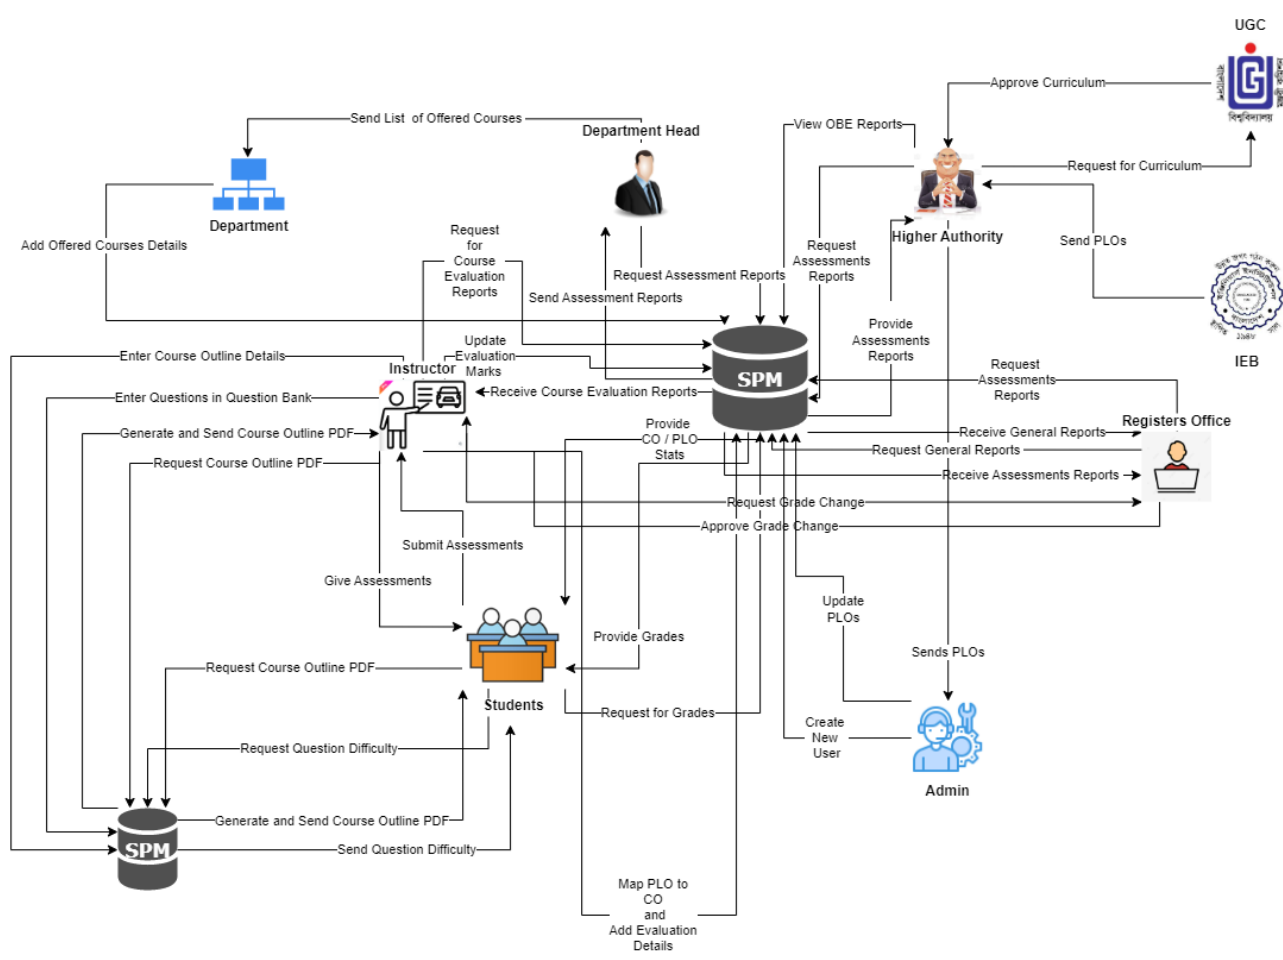 UGC
Approve Curriculum
বিশ্ববিদ্যালয়
Send List of Offered Courses
Department Head
View OBE Reports
Request for Curriculum
Department
Higher Authority
Add Offered Courses Details
Request
for
Course
Evaluation
Reports
Request
Assessments
Reports
Send PLOs
Request Assessment Reports
Send Assessment Reports
Provide
Assessments
Reports
Enter Course Outline Details
Update
Evaluation
Marks
IEB
Instructor
SPM
Request
Assessments
Reports
Receive Course Evaluation Reports
Enter Questions in Question Bank
Registers Office
Generate and Send Course Outline PDF
Provide
CO / PLO
Stats
Receive General Reports
Request General Reports
Request Course Outline PDF
Receive Assessments Reports
Request Grade Change
Approve Grade Change
Submit Assessments
Give Assessments
Update
PLOs
Provide Grades
Sends PLOs
Request Course Outline PDF
Students
Request for Grades
Create
New
User
Request Question Difficulty
Admin
Generate and Send Course Outline PDF
SPM
Send Question Difficulty
Map PLO to
CO
and
Add Evaluation
Details